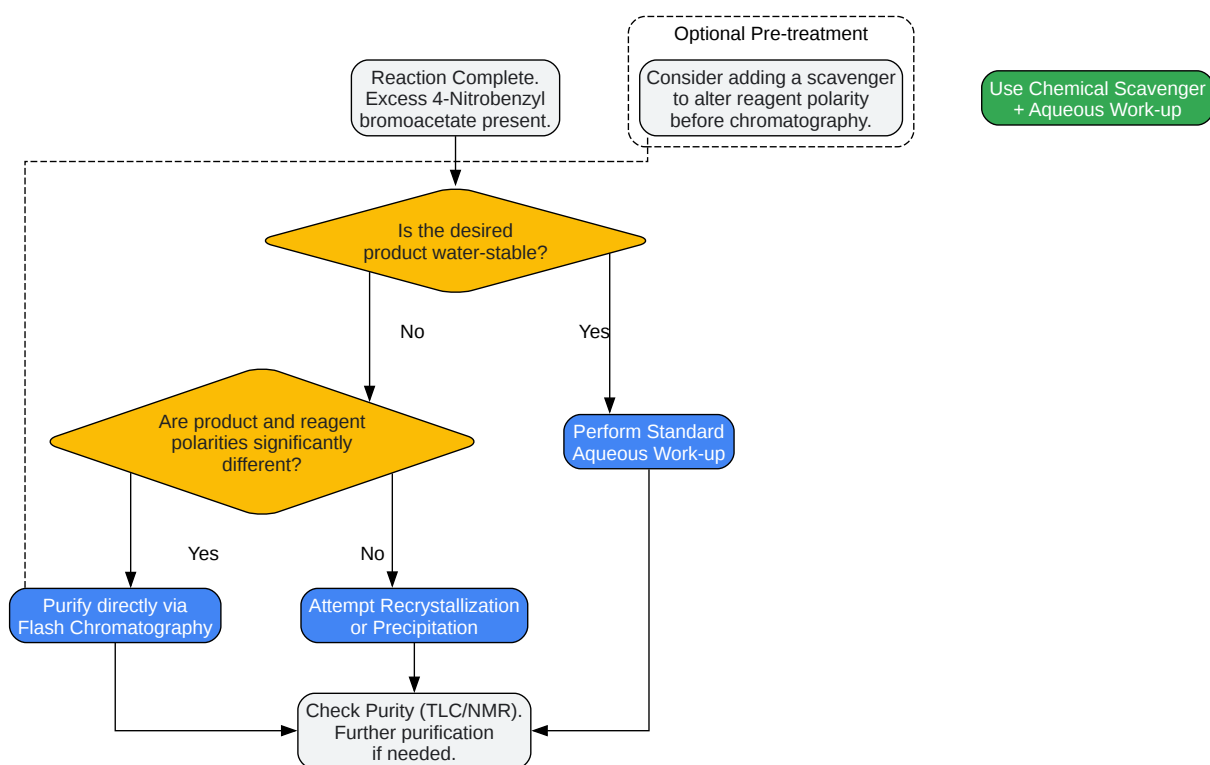 Optional Pre-treatment
Reaction Complete.
Excess 4-Nitrobenzyl
bromoacetate present.
Consider adding a scavenger
to alter reagent polarity
before chromatography.
Use Chemical Scavenger
+ Aqueous Work-up
Is the desired
product water-stable?
No
Yes
Are product and reagent
polarities significantly
different?
Perform Standard
Aqueous Work-up
Yes
No
Purify directly via
Flash Chromatography
Attempt Recrystallization
or Precipitation
Check Purity (TLC/NMR).
Further purification
if needed.